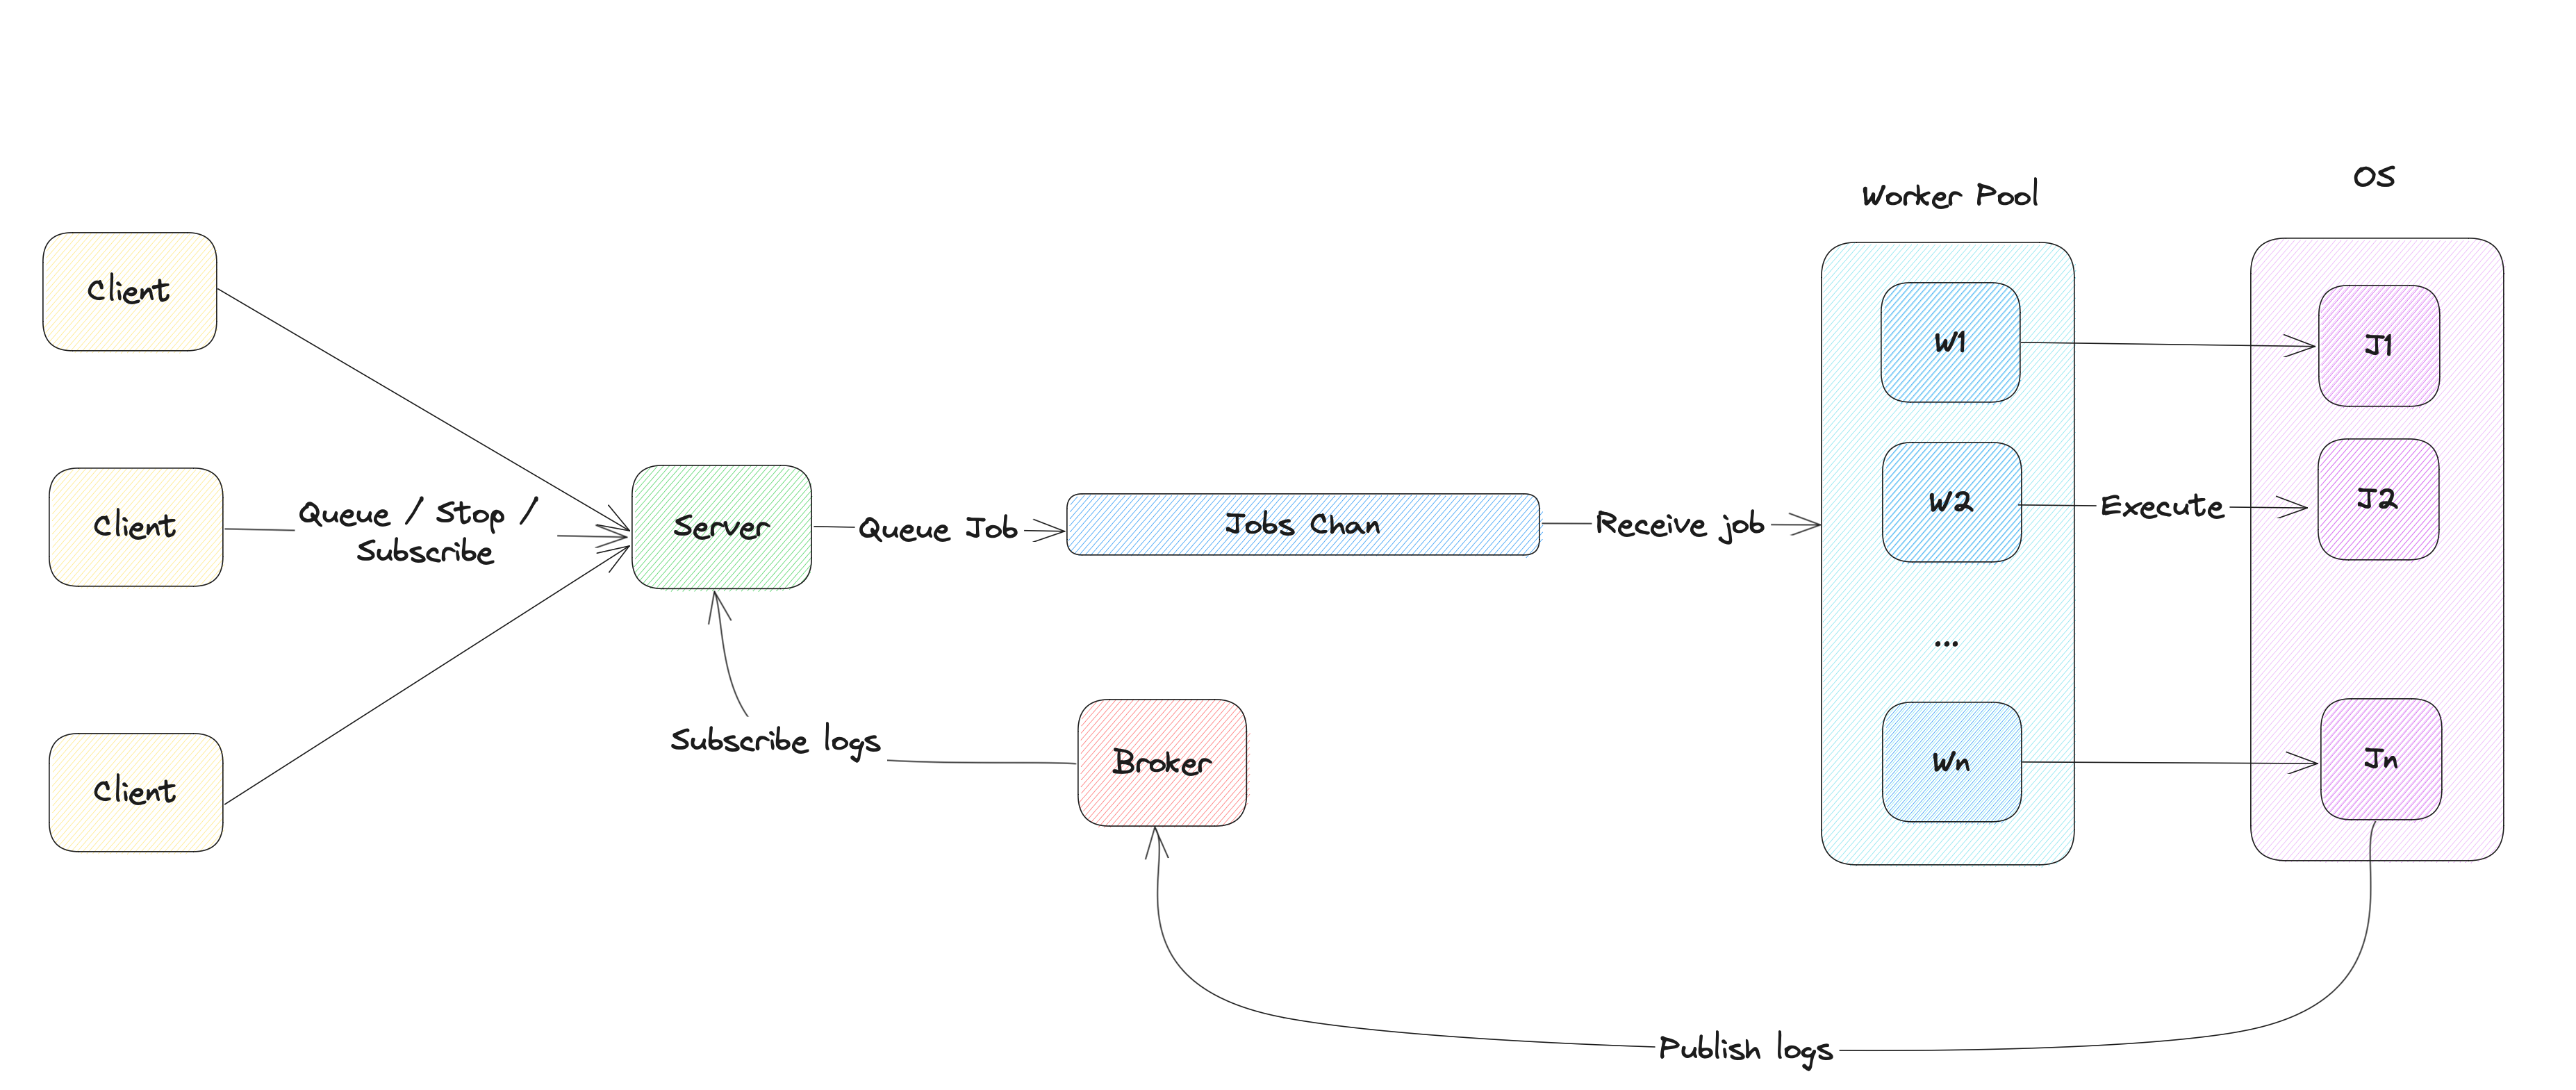 OS
Worker Pool
Client
W1
J1
Client
Queue / Stop /
Subscribe
Server
Queue Job
Jobs Chan
Receive job
W2
Execute
J2
...
Subscribe logs
Broker
Wn
Jn
Client
Publish logs